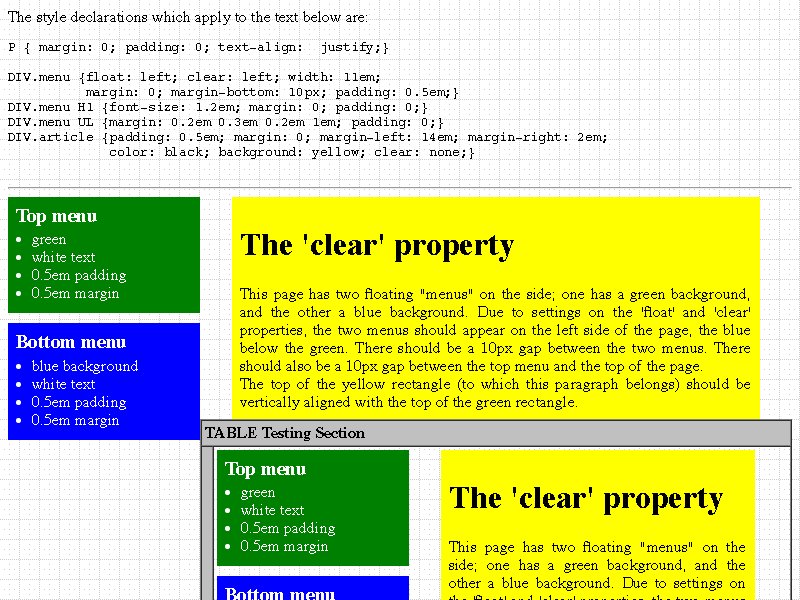 The style declarations which apply to the text below are:
P { margin: 0; padding: 0; text-align:  justify;}
DIV.menu {float: left; clear: left; width: 11em;
          margin: 0; margin-bottom: 10px; padding: 0.5em;}
DIV.menu H1 {font-size: 1.2em; margin: 0; padding: 0;}
DIV.menu UL {margin: 0.2em 0.3em 0.2em 1em; padding: 0;}
DIV.article {padding: 0.5em; margin: 0; margin-left: 14em; margin-right: 2em;
             color: black; background: yellow; clear: none;}
Top menu
• green
• white text
• 0.5em padding
• 0.5em margin
Bottom menu
• blue background
• white text
• 0.5em padding
• 0.5em margin
The 'clear' property
This page has two floating "menus" on the side; one has a green background,
and the other a blue background. Due to settings on the 'float' and 'clear'
properties, the two menus should appear on the left side of the page, the blue
below the green. There should be a 10px gap between the two menus. There
should also be a 10px gap between the top menu and the top of the page.
The top of the yellow rectangle (to which this paragraph belongs) should be
vertically aligned with the top of the green rectangle.
TABLE Testing Section
Top menu
• green
• white text
• 0.5em padding
• 0.5em margin
Bottom menu
The 'clear' property
This page has two floating "menus" on the
side; one has a green background, and the
other a blue background. Due to settings on
the 'float' and 'clear' properties, the two menus